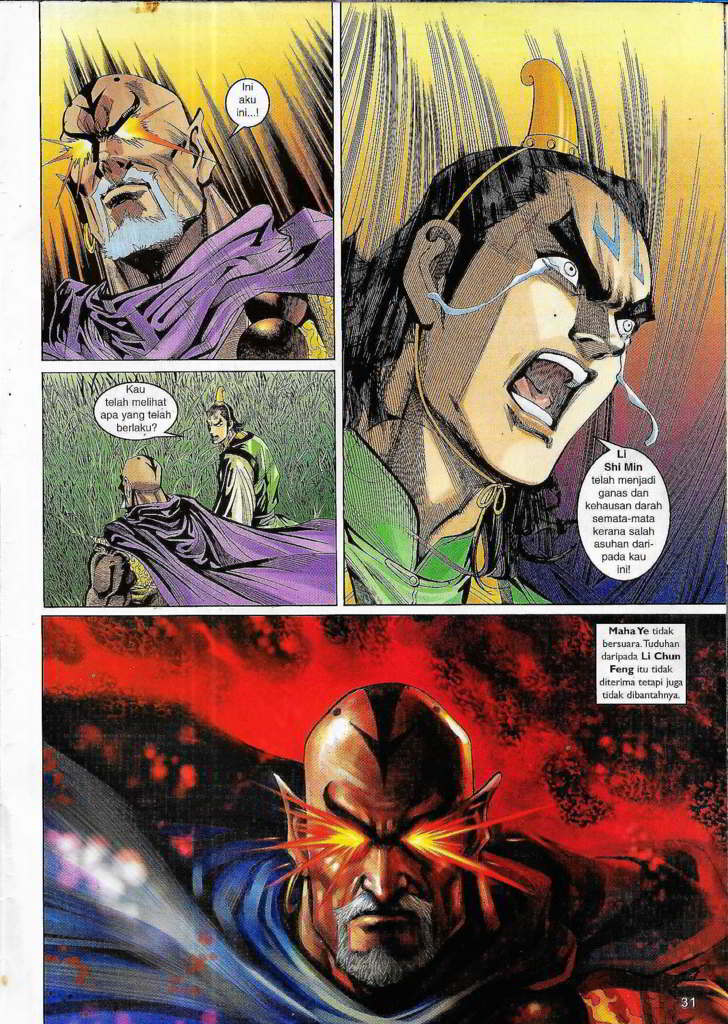 Ini
aku
ini...!
Kau
telah melihat
apa yang telah
berlaku?
Li
Shi Min
telah menjadi
ganas dan
kehausan darah
semata-mata
kerana salah
asuhan dari-
pada kau
ini!
Maha Ye tidak
bersuara. Tuduhan
daripada Li Chun
Feng itu tidak
diterima tetapi juga
tidak dibantahnya.
31